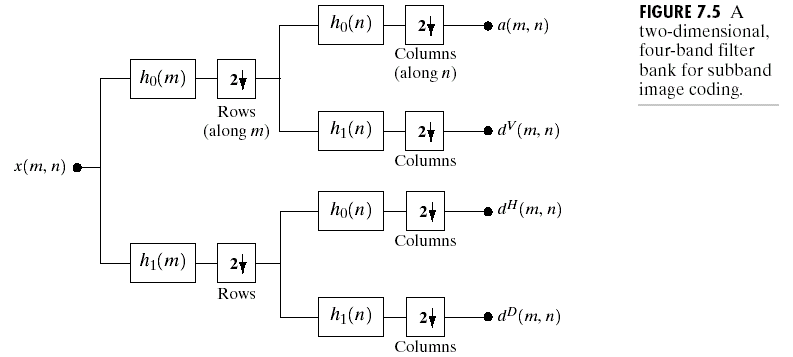 h₀(n)
2↓
a(m, n)
Columns
(along n)
h₀(m)
2↓
Rows
(along m)
h₁(n)
2↓
dⱽ(m, n)
Columns
x(m, n)
h₀(n)
2↓
dᴴ(m, n)
Columns
h₁(m)
2↓
Rows
h₁(n)
2↓
dᴰ(m, n)
Columns
FIGURE 7.5 A
two-dimensional,
four-band filter
bank for subband
image coding.